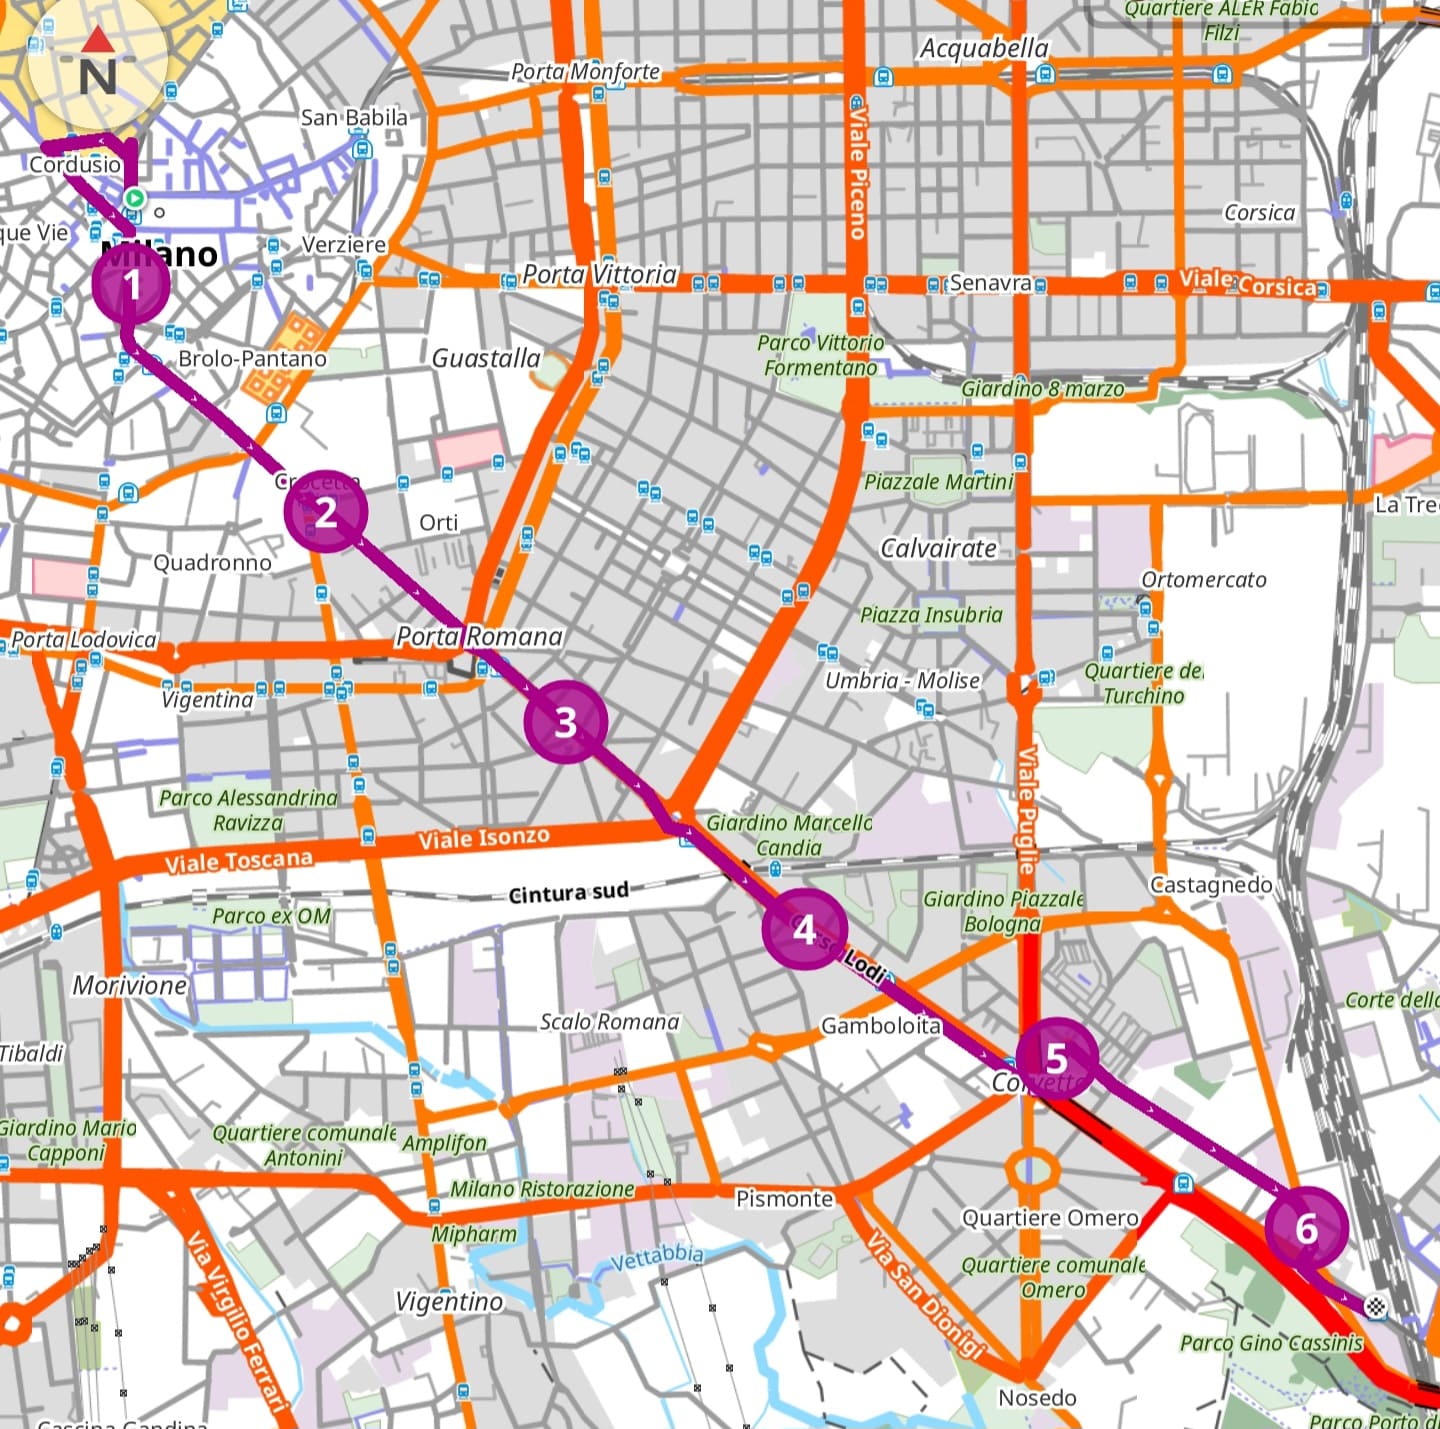 Quartiere ALER Fabio
Filzi
Acquabella
Porta Monforte
N
San Babila
Viale Piceno
Cordusio
Corsica
que Vie
Verziere
Milano
Porta Vittoria
Senavra
Viale Corsica
1
Brolo-Pantano
Guastalla
Parco Vittorio
Formentano
Giardino 8 marzo
Crocetta
2
Orti
Piazzale Martini
La Tre
Quadronno
Calvairate
Ortomercato
Piazza Insubria
Porta Lodovica
Porta Romana
Vigentina
Umbria - Molise
Quartiere de
Turchino
3
Viale Puglie
Parco Alessandrina
Ravizza
Viale Toscana
Viale Isonzo
Giardino Marcello
Candia
Cintura sud
Castagnedo
Parco ex OM
Giardino Piazzale
Bologna
4
Corso Lodi
Morivione
Scalo Romana
Gamboloita
Corte dell
Tibaldi
5
Corvetto
Giardino Mario
Capponi
Quartiere comunale
Antonini
Amplifon
Milano Ristorazione
Pismonte
Quartiere Omero
6
Mipharm
Vettabbia
Via San Dionigi
Quartiere comunale
Omero
Via Virgilio Ferrari
Vigentino
Parco Gino Cassinis
Nosedo
Cascina Gandina
Parco Porto di